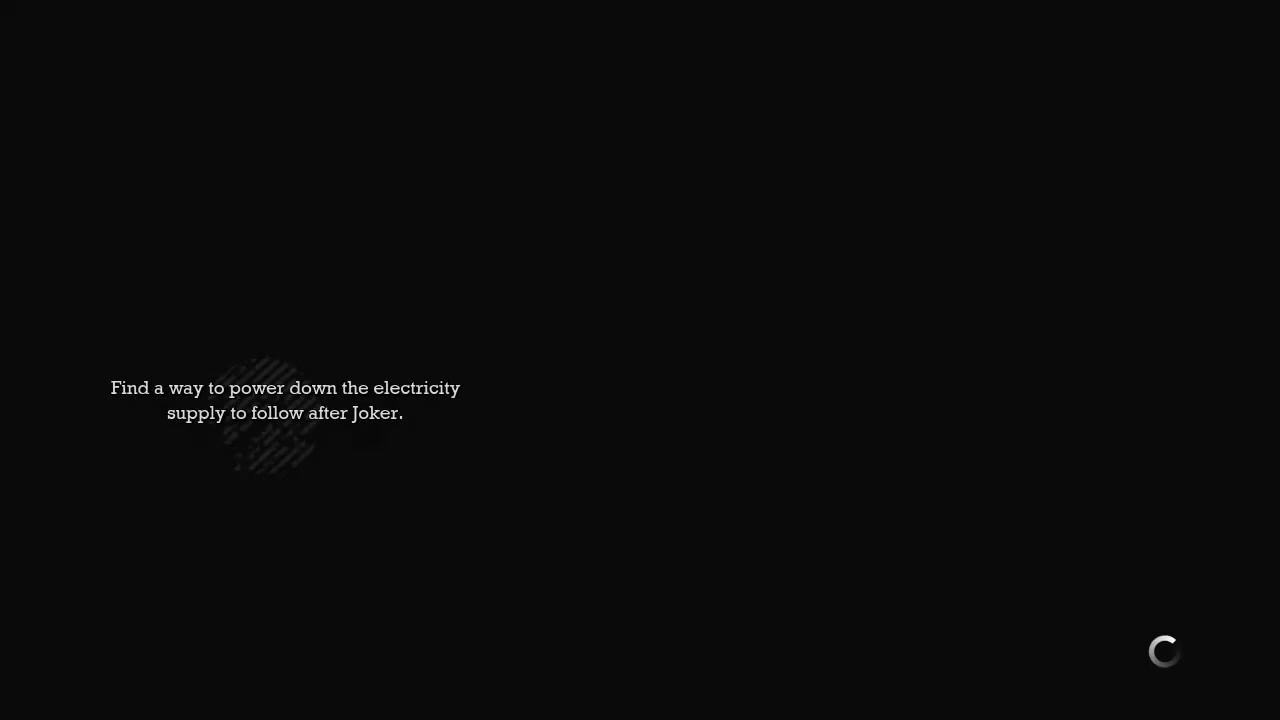 Find a way to power down the electricity
supply to follow after Joker.